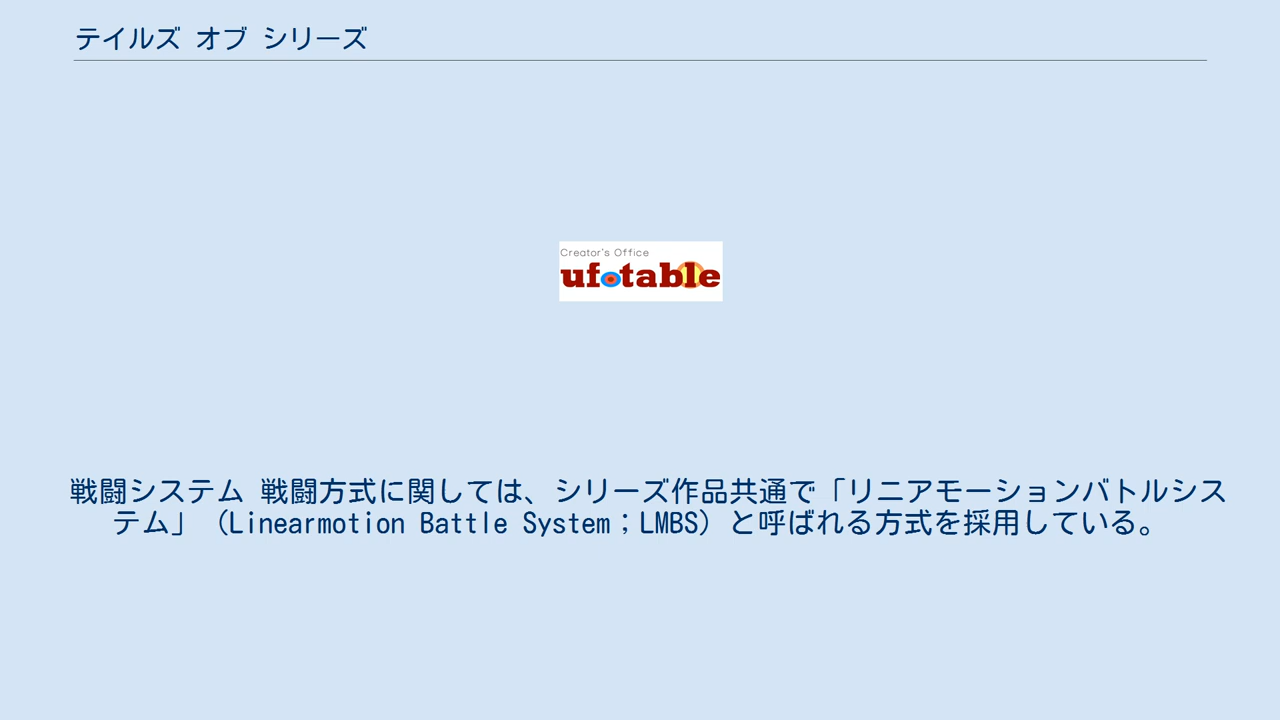 テイルズ オブ シリーズ
Creator's Office
ufotable
戦闘システム 戦闘方式に関しては、シリーズ作品共通で「リニアモーションバトルシス
テム」（Linearmotion Battle System；LMBS）と呼ばれる方式を採用している。